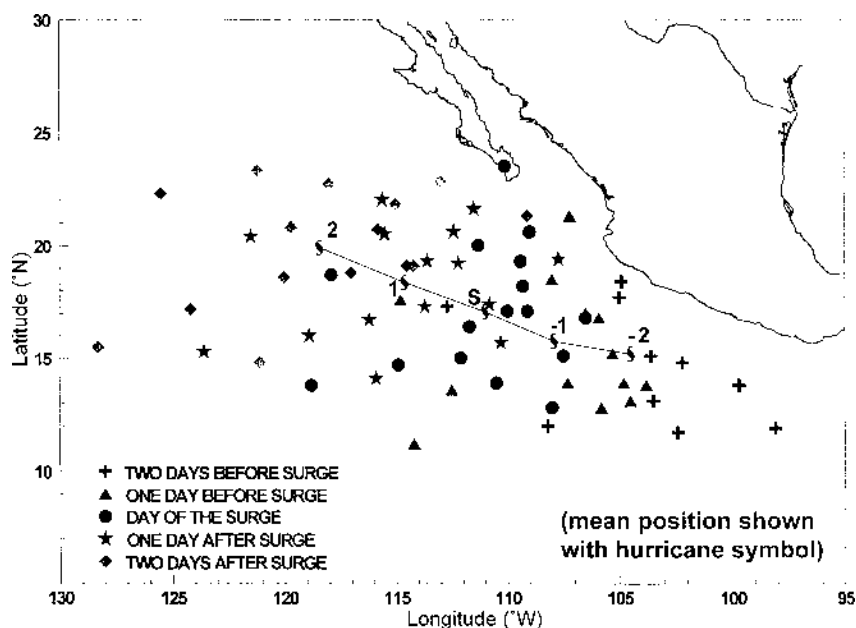 30
25
20
15
10
Latitude (°N)
2
1
S
-1
-2
+ TWO DAYS BEFORE SURGE
▲ ONE DAY BEFORE SURGE
● DAY OF THE SURGE
★ ONE DAY AFTER SURGE
◆ TWO DAYS AFTER SURGE
(mean position shown
with hurricane symbol)
130 125 120 115 110 105 100 95
Longitude (°W)